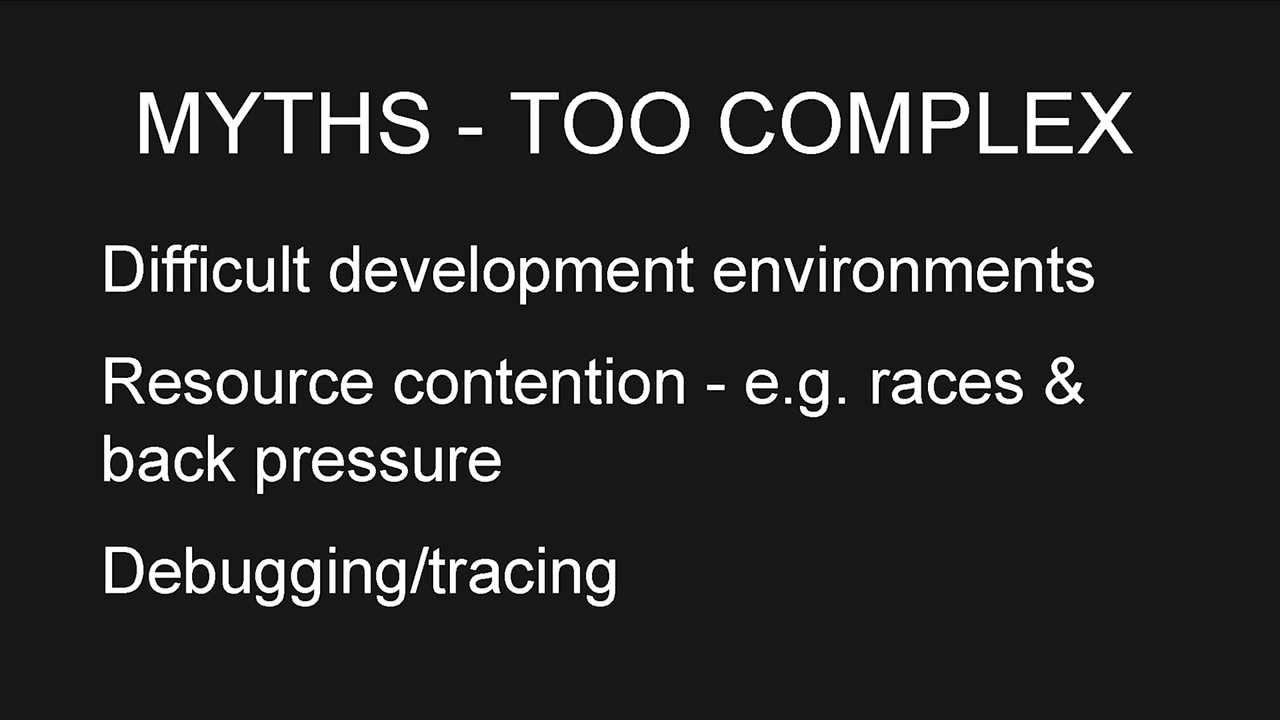 MYTHS - TOO COMPLEX
Difficult development environments
Resource contention - e.g. races &
back pressure
Debugging/tracing